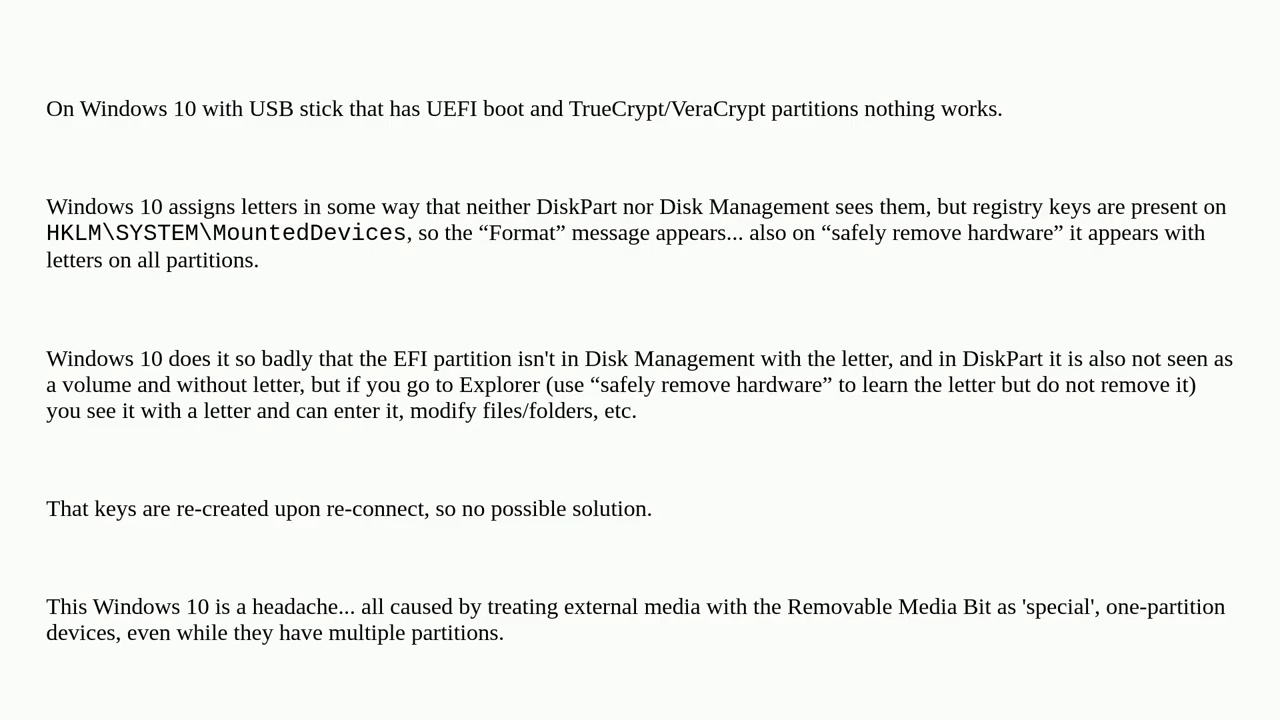 On Windows 10 with USB stick that has UEFI boot and TrueCrypt/VeraCrypt partitions nothing works.
Windows 10 assigns letters in some way that neither DiskPart nor Disk Management sees them, but registry keys are present on
HKLM\SYSTEM\MountedDevices, so the “Format” message appears... also on “safely remove hardware” it appears with
letters on all partitions.
Windows 10 does it so badly that the EFI partition isn't in Disk Management with the letter, and in DiskPart it is also not seen as
a volume and without letter, but if you go to Explorer (use “safely remove hardware” to learn the letter but do not remove it)
you see it with a letter and can enter it, modify files/folders, etc.
That keys are re-created upon re-connect, so no possible solution.
This Windows 10 is a headache... all caused by treating external media with the Removable Media Bit as 'special', one-partition
devices, even while they have multiple partitions.